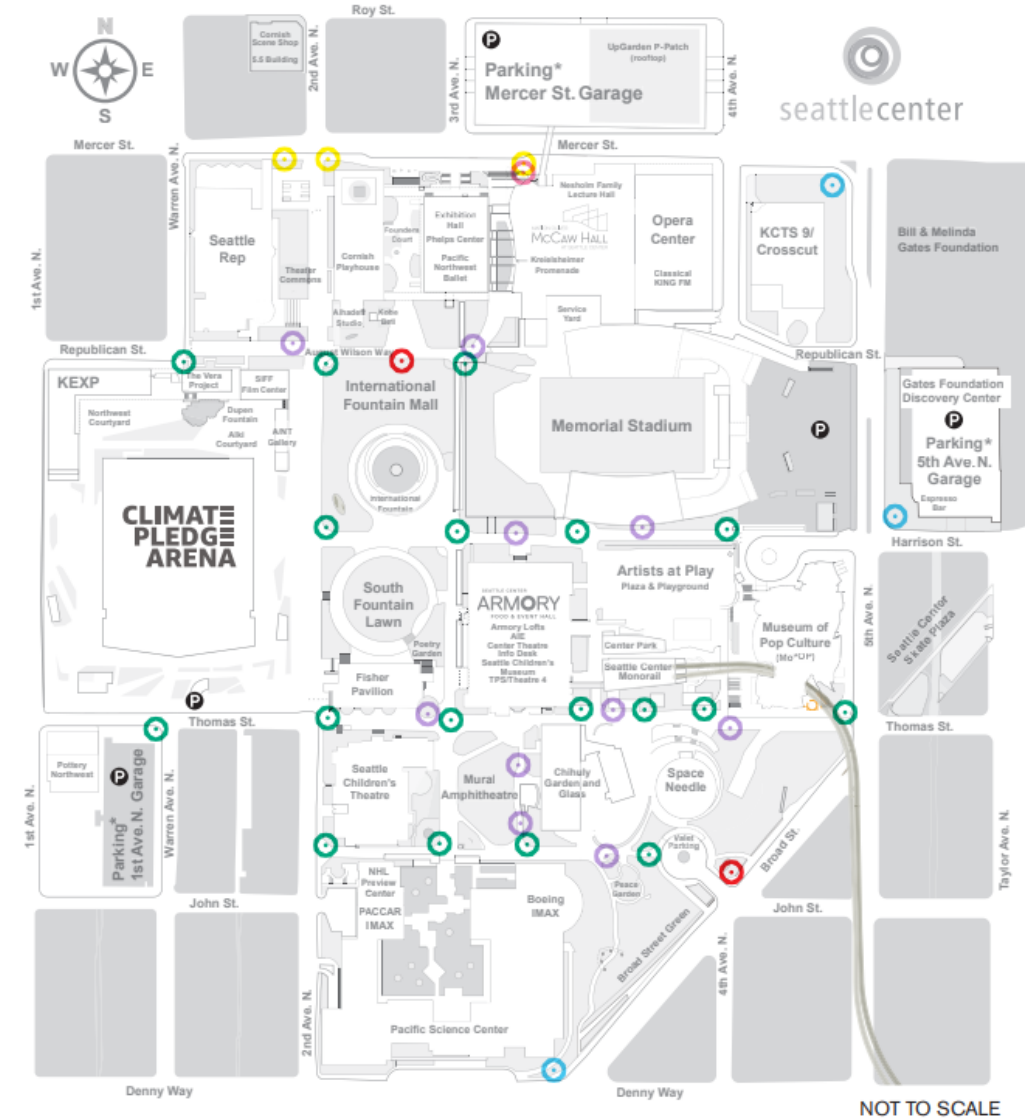 Roy St.
N
W
E
S
Cornish
Scene Shop
5.5 Building
2nd Ave. N.
3rd Ave. N.
4th Ave. N.
P
Parking*
Mercer St. Garage
UpGarden P-Patch
(rooftop)
seattlecenter
Mercer St.
Mercer St.
Warren Ave. N.
1st Ave. N.
Seattle
Rep
Theater
Commons
Cornish
Playhouse
Founders
Court
Exhibition
Hall
Phelps Center
Pacific
Northwest
Ballet
Nesholm Family
Lecture Hall
McCAW HALL
Kreielsheimer
Promenade
Opera
Center
Classical
KING FM
KCTS 9/
Crosscut
Bill & Melinda
Gates Foundation
Alhadeff
Studio
Kobe
Bell
Service
Yard
Republican St.
August Wilson Way
Republican St.
KEXP
The Vera
Project
SIFF
Film Center
Northwest
Courtyard
Dupen
Fountain
Alki
Courtyard
A/NT
Gallery
International
Fountain Mall
International
Fountain
Memorial Stadium
P
Gates Foundation
Discovery Center
P
Parking*
5th Ave. N.
Garage
Espresso
Bar
CLIMATE
PLEDGE
ARENA
Harrison St.
South
Fountain
Lawn
Poetry
Garden
Fisher
Pavilion
SEATTLE CENTER
ARMORY
FOOD & EVENT HALL
Armory Lofts
AIE
Center Theatre
Info Desk
Seattle Children's
Museum
TPS/Theatre 4
Artists at Play
Plaza & Playground
Center Park
Seattle Center
Monorail
Museum of
Pop Culture
(MoPOP)
5th Ave. N.
Seattle Center
Skate Plaza
P
Thomas St.
Thomas St.
Pottery
Northwest
P
Parking*
1st Ave. N. Garage
1st Ave. N.
Warren Ave. N.
Seattle
Children's
Theatre
Mural
Amphitheatre
Chihuly
Garden and
Glass
Space
Needle
Valet
Parking
Broad St.
Taylor Ave. N.
Peace
Garden
John St.
John St.
NHL
Preview
Center
PACCAR
IMAX
Boeing
IMAX
Broad Street Green
4th Ave. N.
2nd Ave. N.
Pacific Science Center
Denny Way
Denny Way
NOT TO SCALE